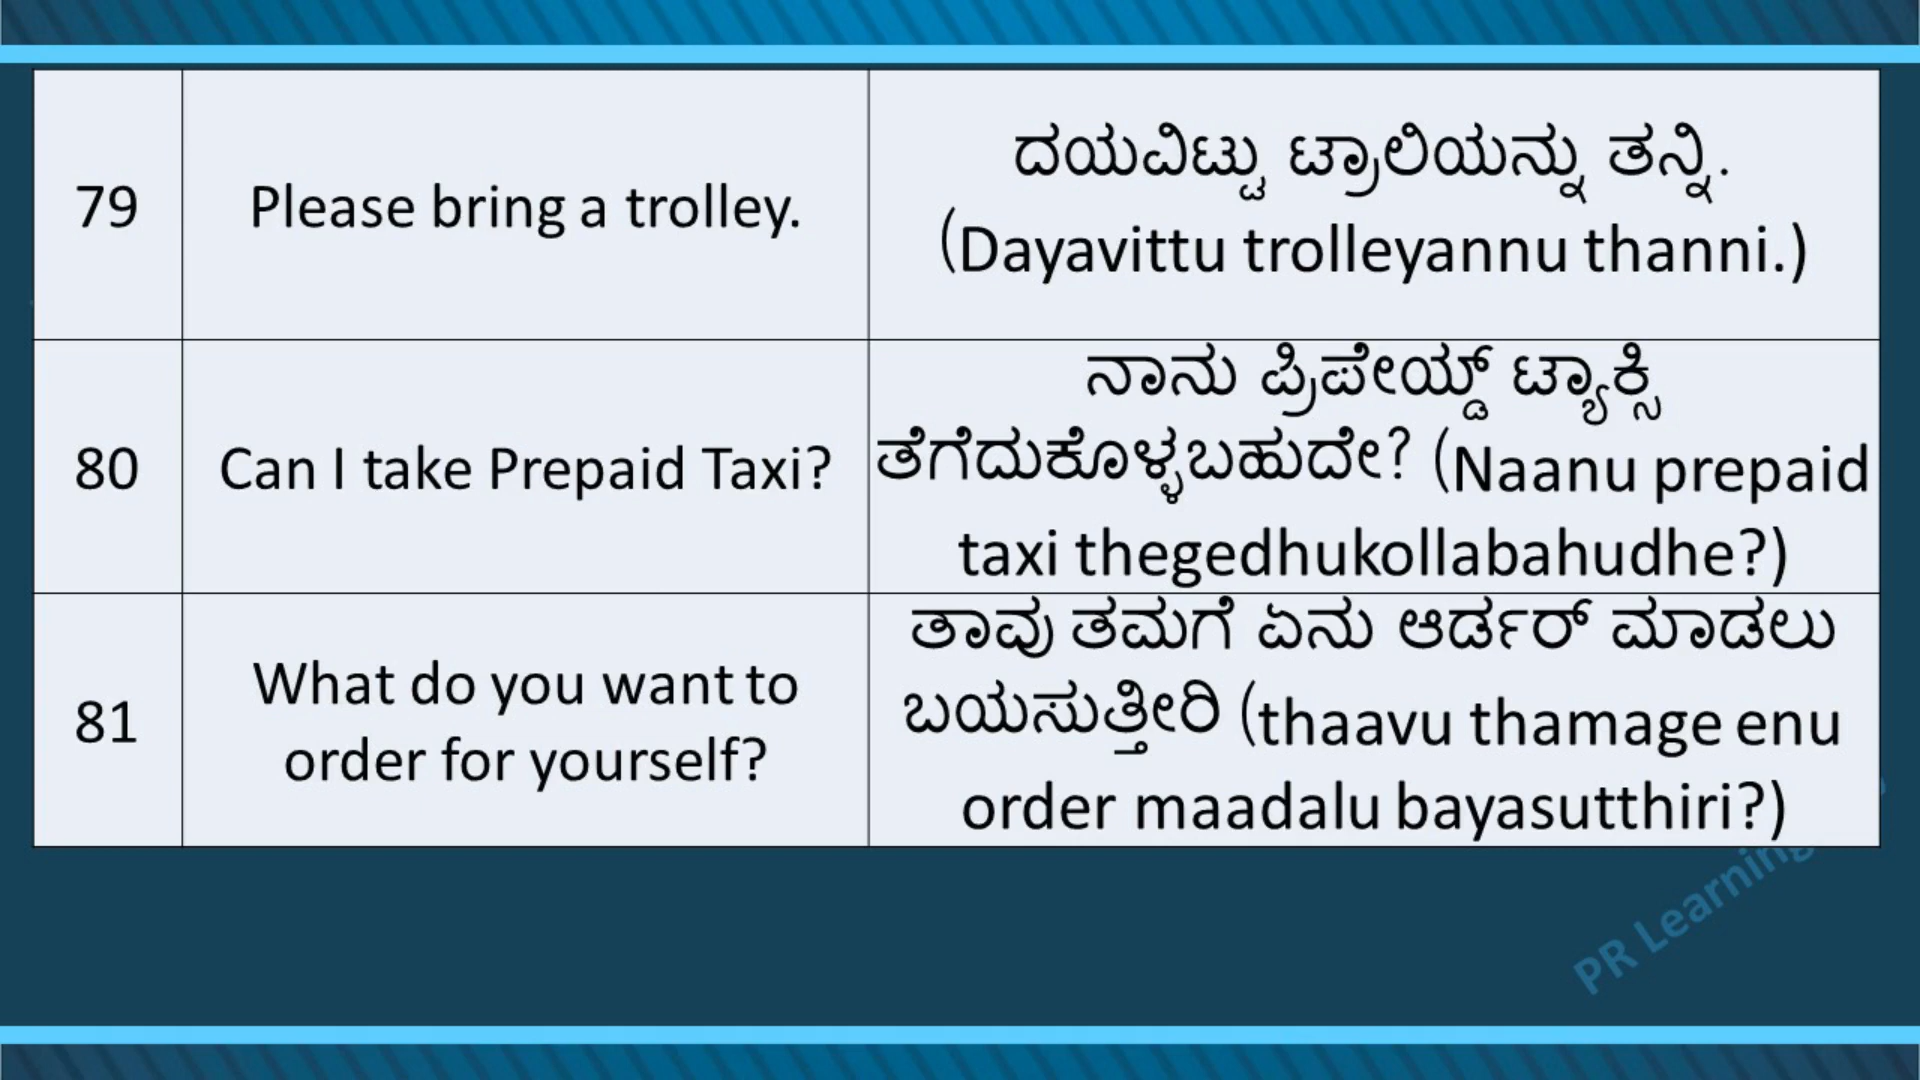 79
Please bring a trolley.
ದಯವಿಟ್ಟು ಟ್ರಾಲಿಯನ್ನು ತನ್ನಿ.
(Dayavittu trolleyannu thanni.)
80
Can I take Prepaid Taxi?
ನಾನು ಪ್ರಿಪೇಯ್ಡ್ ಟ್ಯಾಕ್ಸಿ
ತೆಗೆದುಕೊಳ್ಳಬಹುದೇ? (Naanu prepaid
taxi thegedhukollabahudhe?)
81
What do you want to
order for yourself?
ತಾವು ತಮಗೆ ಏನು ಆರ್ಡರ್ ಮಾಡಲು
ಬಯಸುತ್ತೀರಿ (thaavu thamage enu
order maadalu bayasutthiri?)
PR Learning